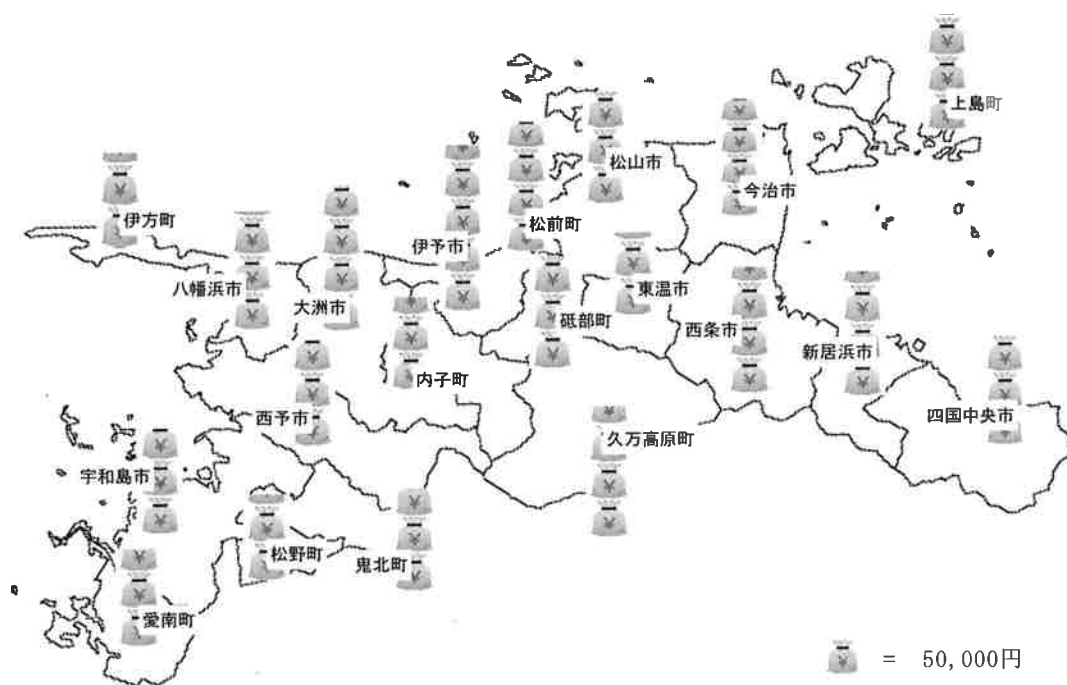 上島町
松山市
今治市
伊方町
松前町
伊予市
八幡浜市
大洲市
東温市
砥部町
西条市
新居浜市
内子町
西予市
四国中央市
久万高原町
宇和島市
松野町
鬼北町
愛南町
¥ = 50,000円